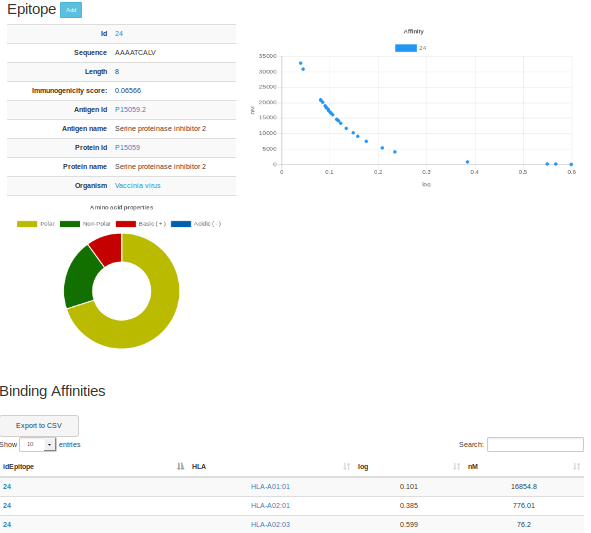 Epitope Add
Id 24
Sequence AAAATCALV
Length 8
Immunogenicity score: 0.06566
Antigen Id P15059.2
Antigen name Serine proteinase inhibitor 2
Protein Id P15059
Protein name Serine proteinase inhibitor 2
Organism Vaccinia virus
Affinity
24
35000
30000
25000
20000
15000
10000
5000
0
nM
0 0.1 0.2 0.3 0.4 0.5 0.6
log
Amino acid properties
Polar Non-Polar Basic ( + ) Acidic ( - )
Binding Affinities
Export to CSV
Show 10 entries Search:
idEpitope HLA log nM
24 HLA-A01:01 0.101 16854.8
24 HLA-A02:01 0.385 776.01
24 HLA-A02:03 0.599 76.2